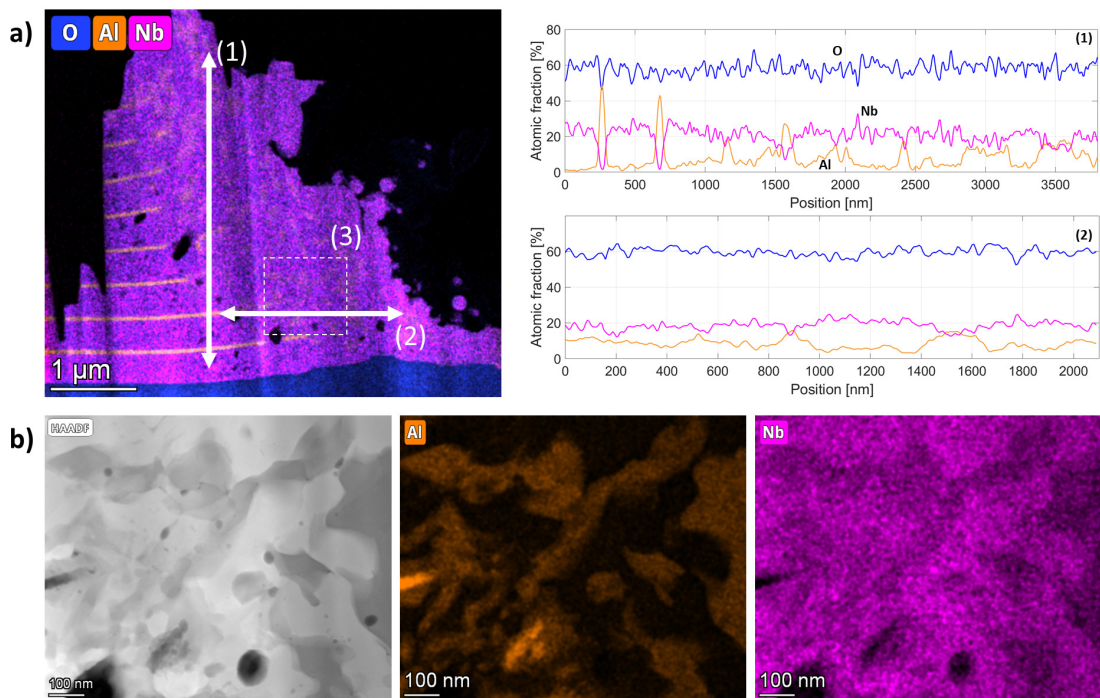 a)
O Al Nb
(1)
(3)
(2)
1 µm
Atomic fraction [%]
80
60
40
20
0
O
(1)
Nb
Al
0 500 1000 1500 2000 2500 3000 3500
Position [nm]
Atomic fraction [%]
60
40
20
0
(2)
0 200 400 600 800 1000 1200 1400 1600 1800 2000
Position [nm]
b)
HAADF
100 nm
Al
100 nm
Nb
100 nm